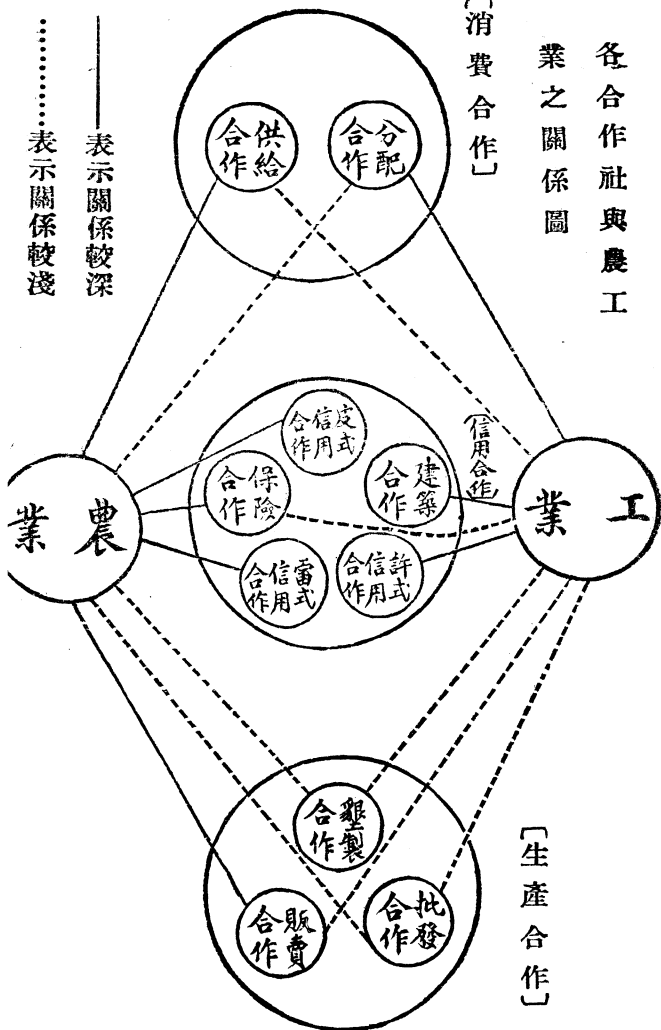 各合作社與農工
業之關係圖
〔消費合作〕
表示關係較深
表示關係較淺
分配
合作
供給
合作
〔信用合作〕
皮式
信用
合作
建築
合作
保險
合作
許式
信用
合作
雷式
信用
合作
工業
農業
〔生產合作〕
墾製
合作
批發
合作
販賣
合作